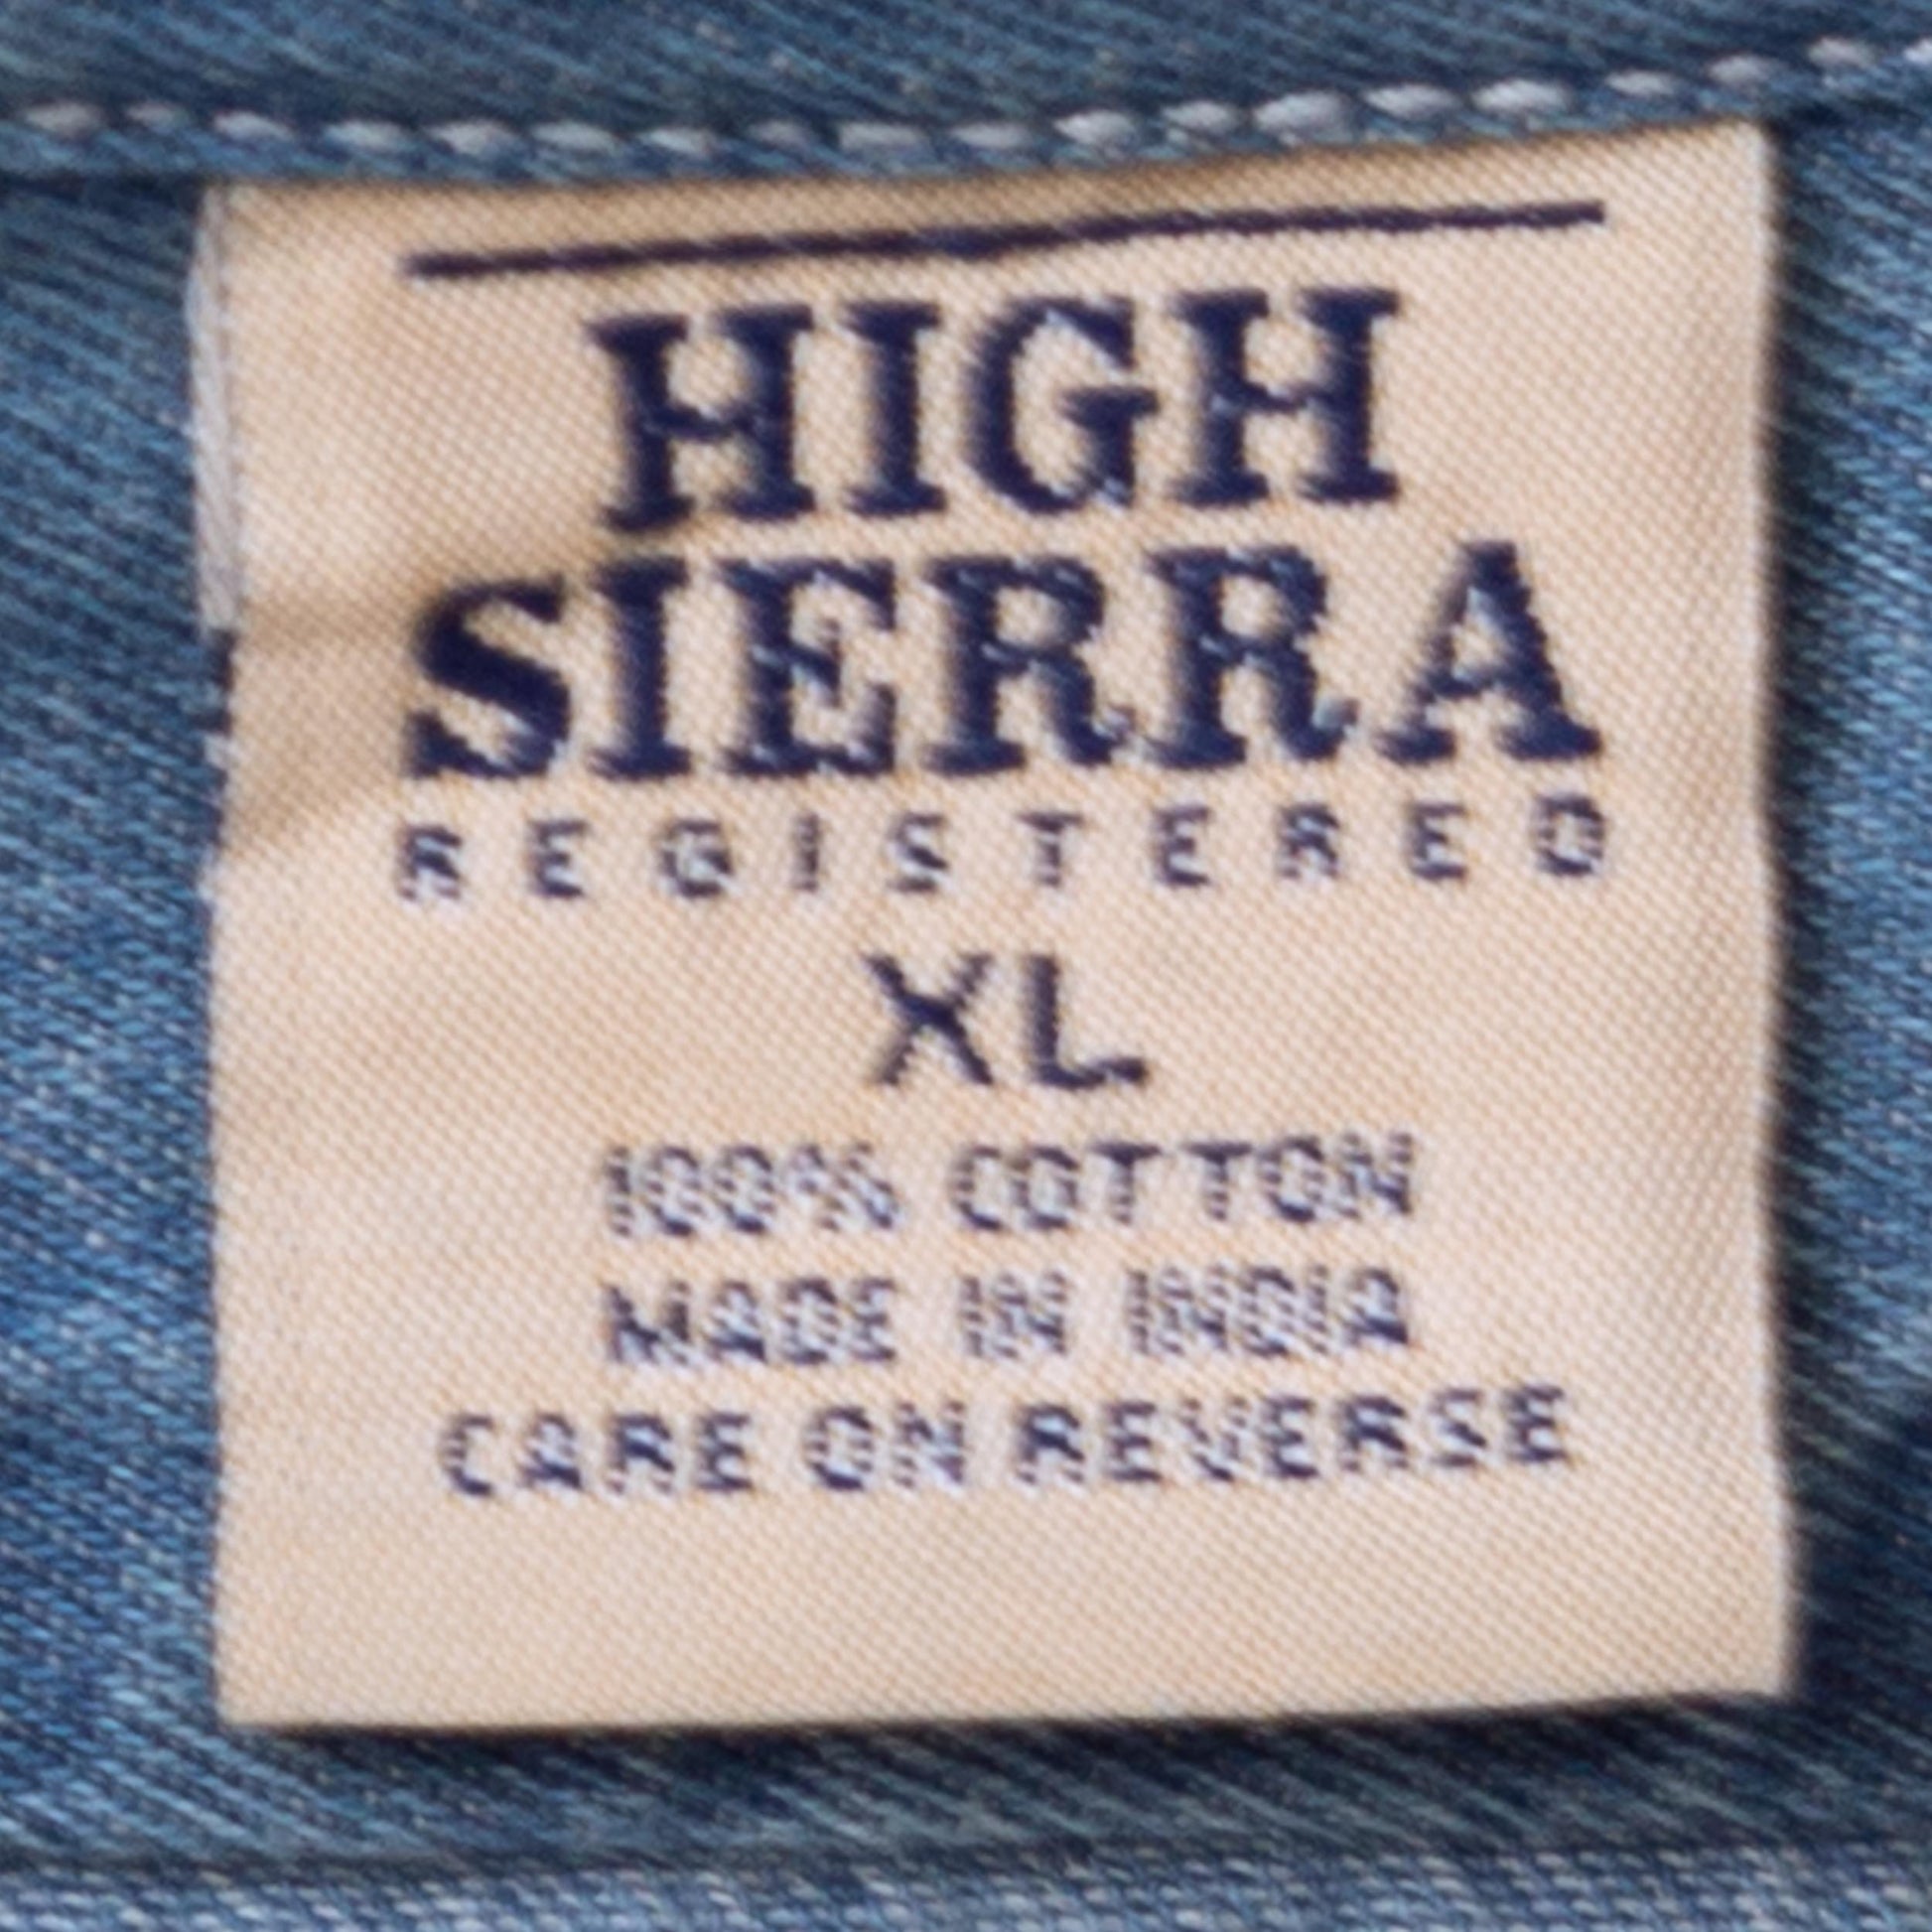 HIGH
SIERRA
REGISTERED
XL
100% COTTON
MADE IN INDIA
CARE ON REVERSE